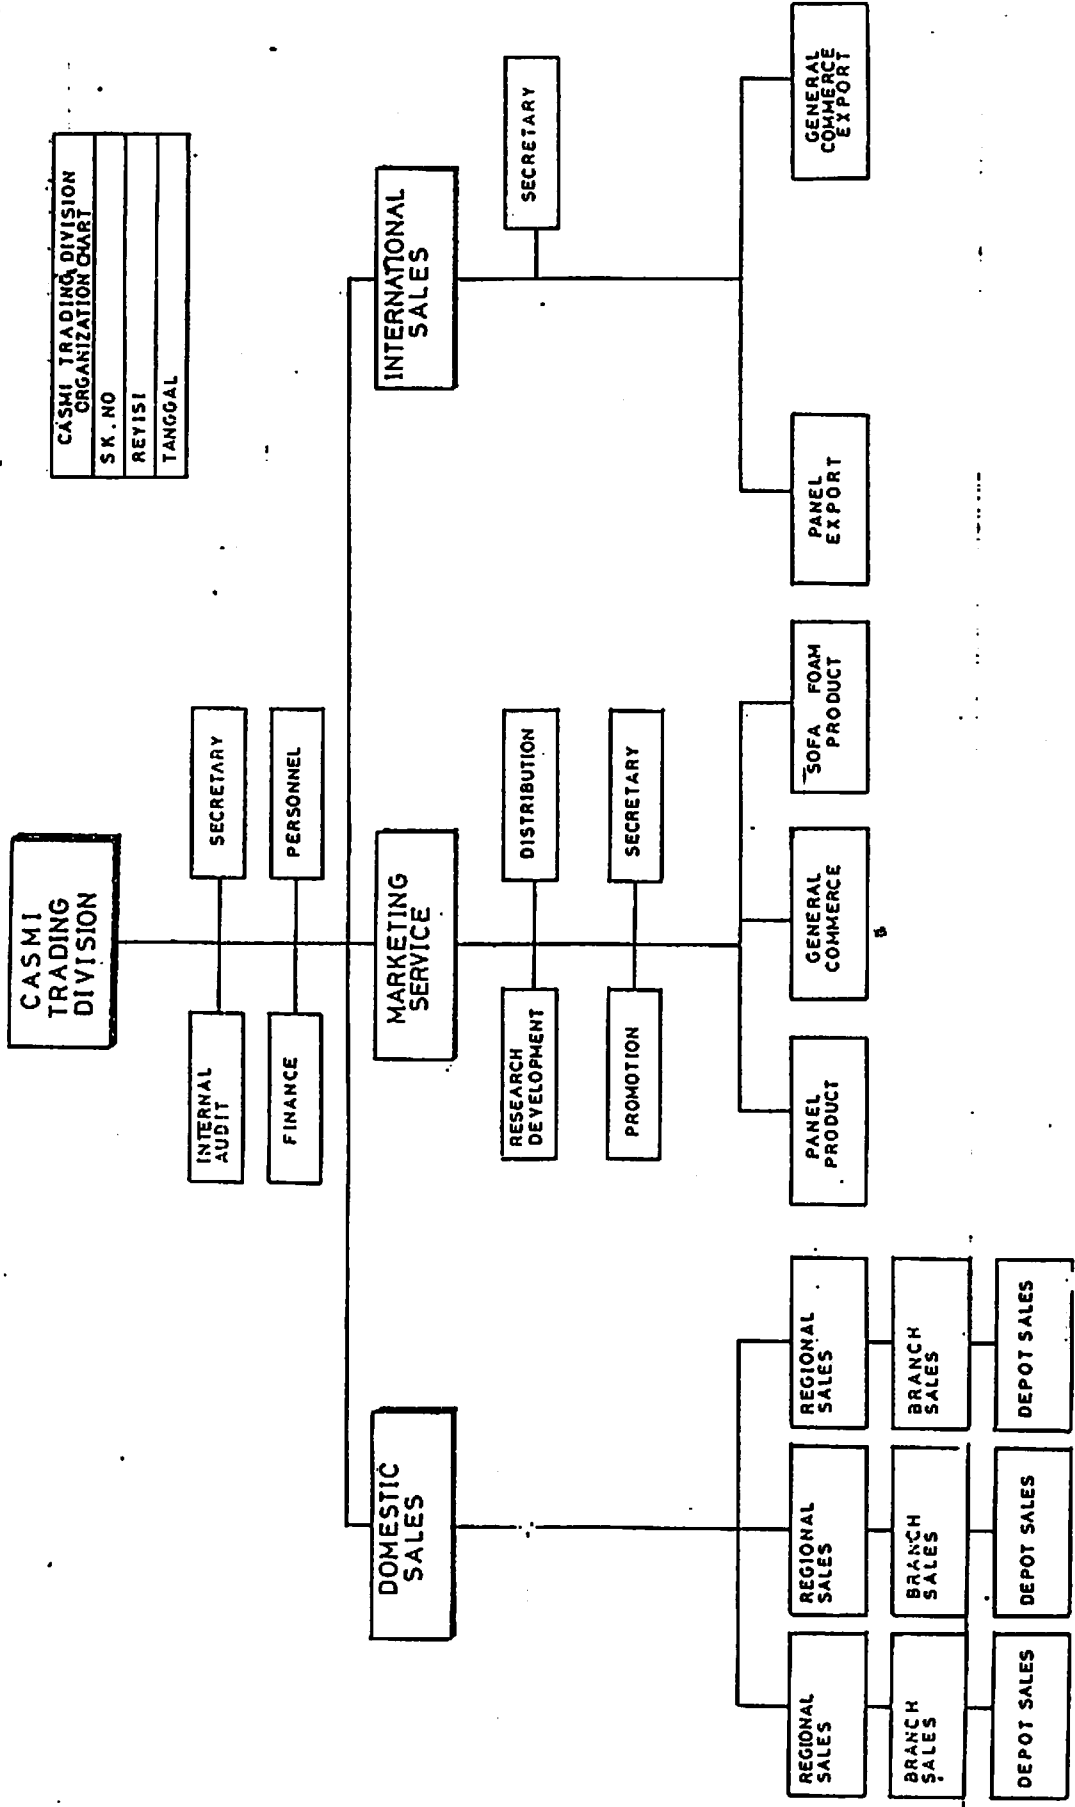 CASMI TRADING DIVISION
ORGANIZATION CHART
SK.NO
REVISI
TANGGAL
CASMI
TRADING
DIVISION
INTERNAL
AUDIT
SECRETARY
FINANCE
PERSONNEL
DOMESTIC
SALES
MARKETING
SERVICE
INTERNATIONAL
SALES
RESEARCH
DEVELOPMENT
DISTRIBUTION
SECRETARY
PROMOTION
SECRETARY
REGIONAL
SALES
REGIONAL
SALES
REGIONAL
SALES
PANEL
PRODUCT
GENERAL
COMMERCE
SOFA FOAM
PRODUCT
PANEL
EXPORT
GENERAL
COMMERCE
EXPORT
BRANCH
SALES
BRANCH
SALES
BRANCH
SALES
DEPOT SALES
DEPOT SALES
DEPOT SALES